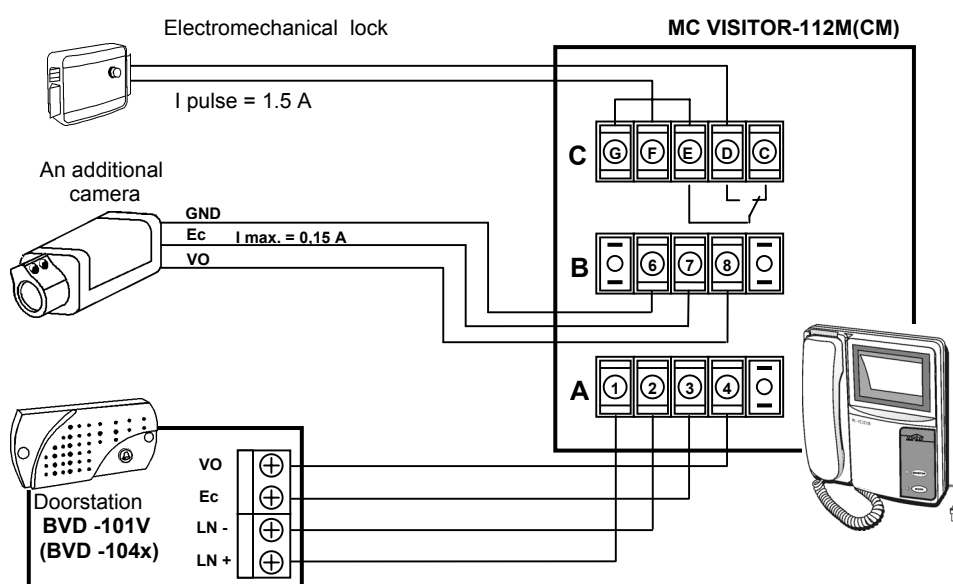 Electromechanical lock
MC VISITOR-112M(CM)
I pulse = 1.5 A
C
G F E D C
An additional
camera
GND
Ec
I max. = 0,15 A
VO
B
6 7 8
A
1 2 3 4
VO
Ec
LN -
LN +
Doorstation
BVD -101V
(BVD -104x)